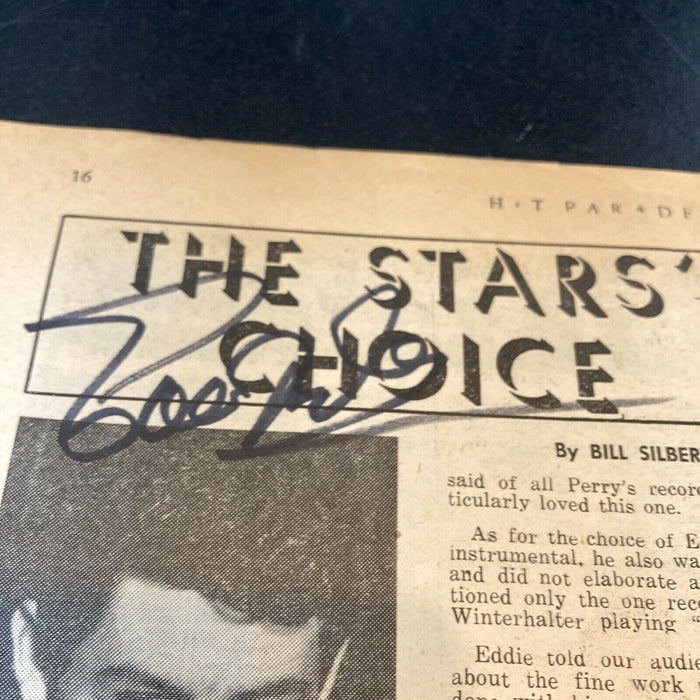 16
HIT PARADE
THE STARS'
CHOICE
By BILL SILBER
said of all Perry's recor
ticularly loved this one.
As for the choice of E
instrumental, he also wa
and did not elaborate a
tioned only the one rec
Winterhalter playing "
Eddie told our audie
about the fine work